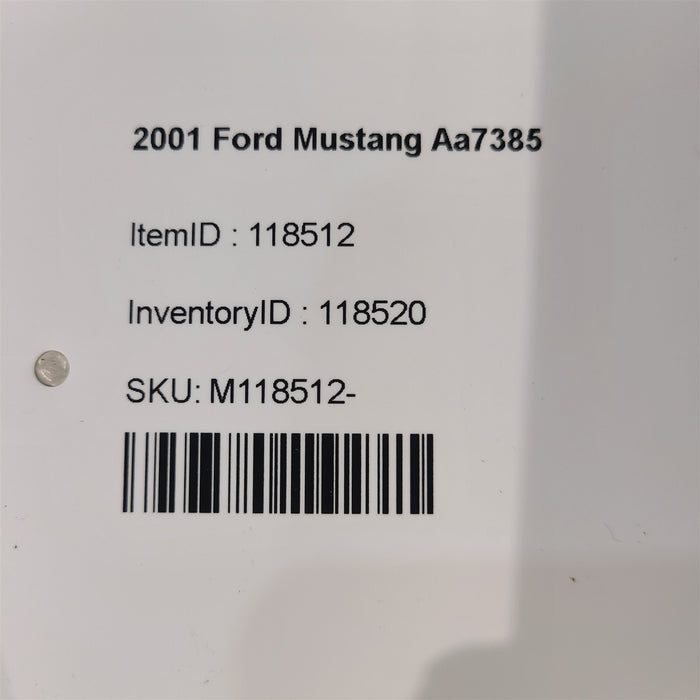 2001 Ford Mustang Aa7385
ItemID : 118512
InventoryID : 118520
SKU: M118512-